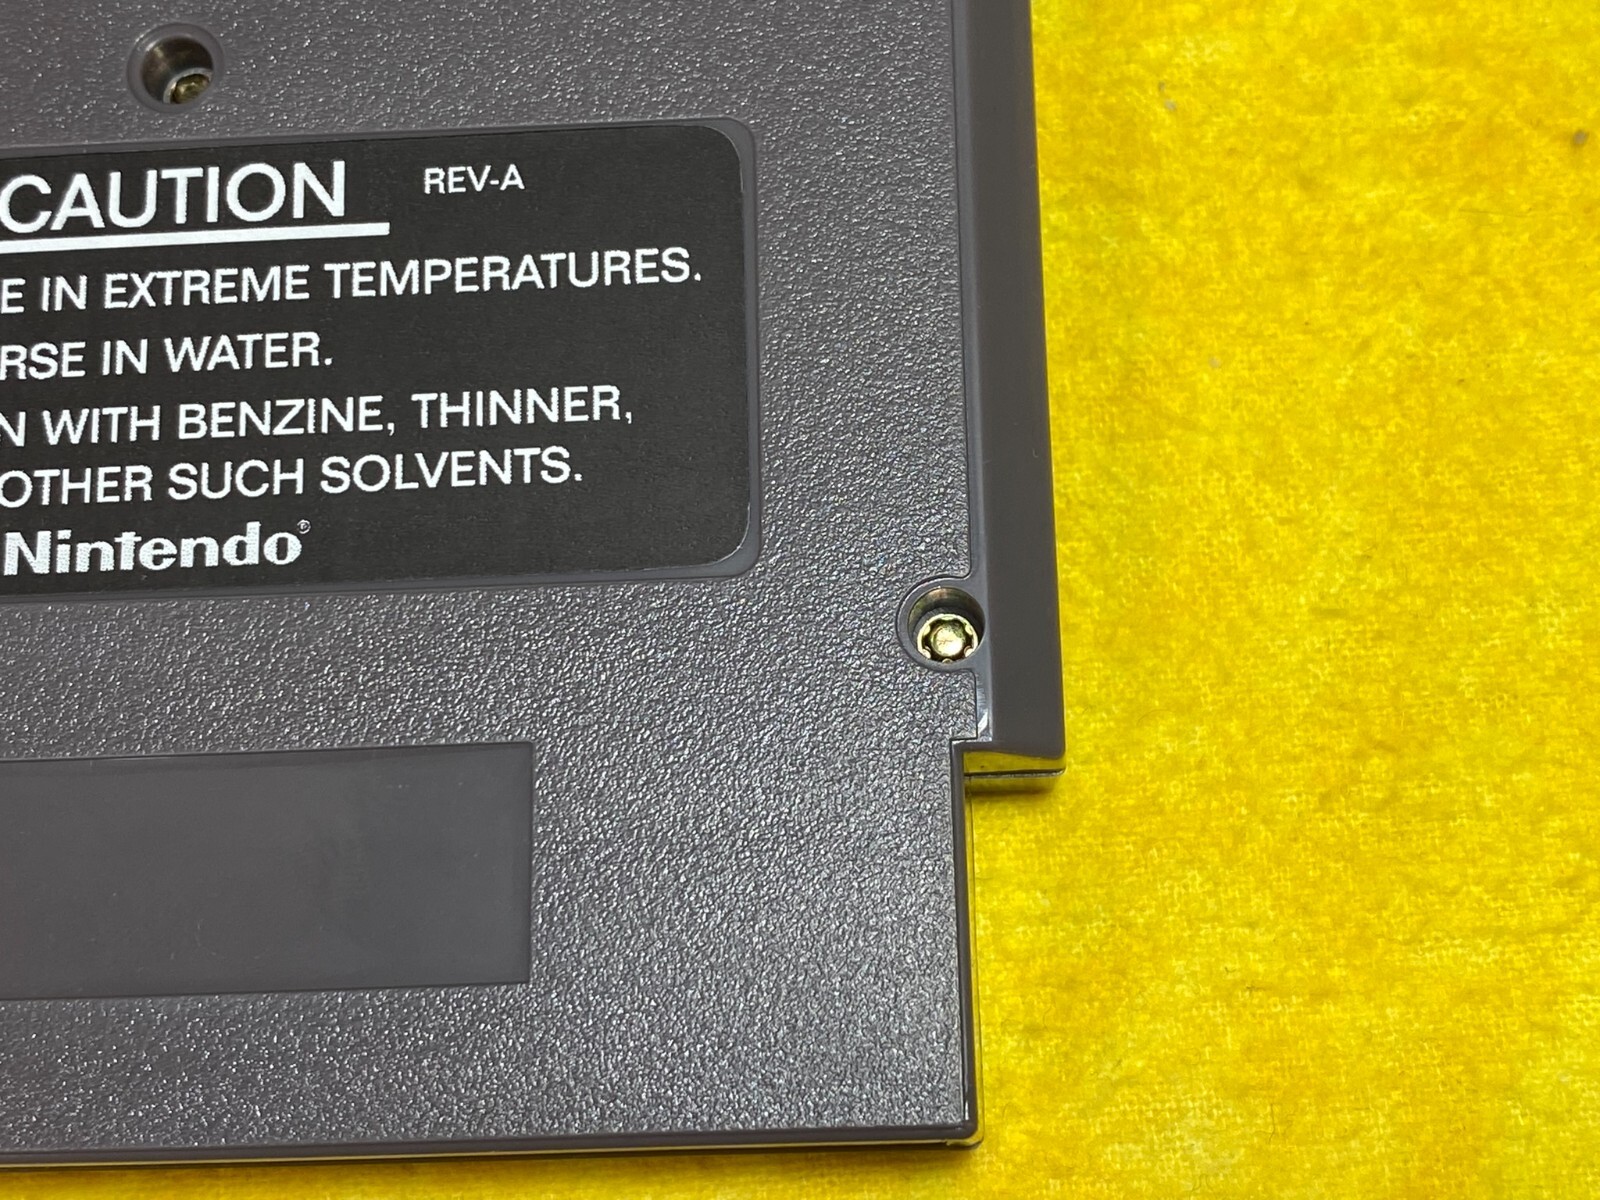 CAUTION REV-A
E IN EXTREME TEMPERATURES.
RSE IN WATER.
N WITH BENZINE, THINNER,
OTHER SUCH SOLVENTS.
Nintendo®